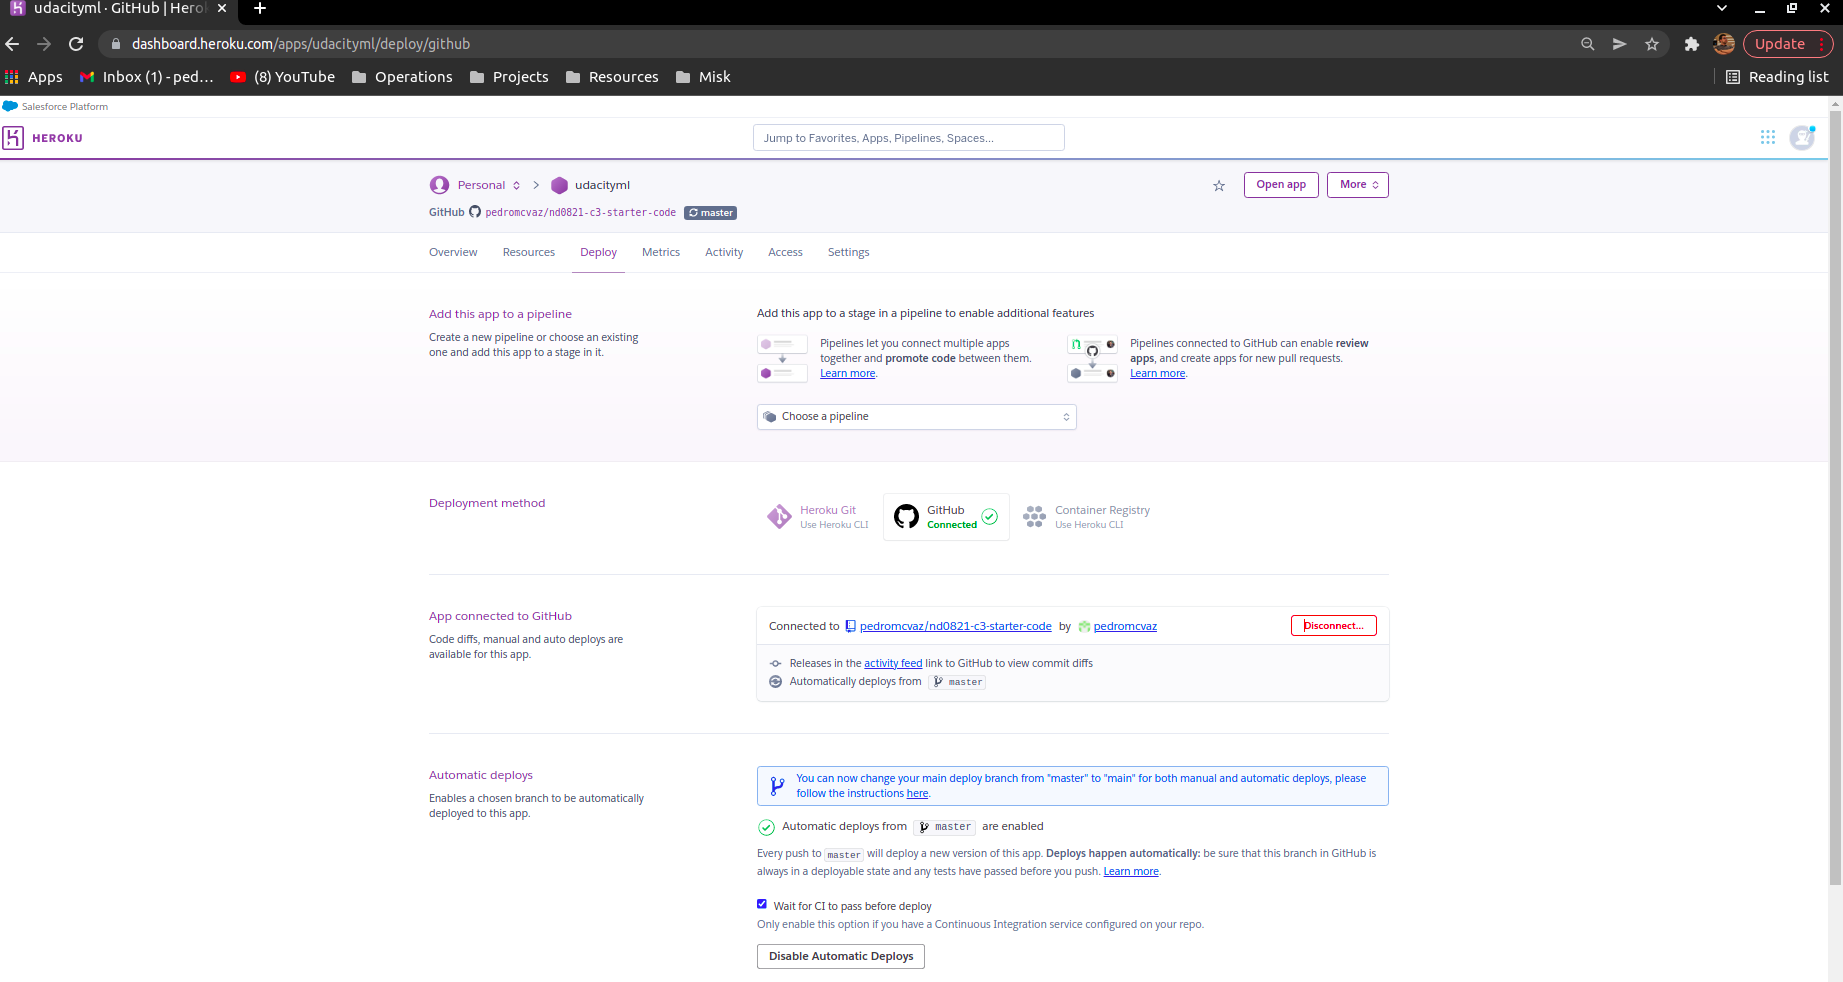 udacityml · GitHub | Hero
dashboard.heroku.com/apps/udacityml/deploy/github
Update
Apps
Inbox (1) - ped...
(8) YouTube
Operations
Projects
Resources
Misk
Reading list
Salesforce Platform
HEROKU
Jump to Favorites, Apps, Pipelines, Spaces...
Personal
udacityml
Open app
More
GitHub pedromcvaz/nd0821-c3-starter-code master
Overview
Resources
Deploy
Metrics
Activity
Access
Settings
Add this app to a pipeline
Create a new pipeline or choose an existing
one and add this app to a stage in it.
Add this app to a stage in a pipeline to enable additional features
Pipelines let you connect multiple apps
together and promote code between them.
Learn more.
Pipelines connected to GitHub can enable review
apps, and create apps for new pull requests.
Learn more.
Choose a pipeline
Deployment method
Heroku Git
Use Heroku CLI
GitHub
Connected
Container Registry
Use Heroku CLI
App connected to GitHub
Code diffs, manual and auto deploys are
available for this app.
Connected to pedromcvaz/nd0821-c3-starter-code by pedromcvaz
Disconnect...
Releases in the activity feed link to GitHub to view commit diffs
Automatically deploys from master
Automatic deploys
Enables a chosen branch to be automatically
deployed to this app.
You can now change your main deploy branch from "master" to "main" for both manual and automatic deploys, please
follow the instructions here.
Automatic deploys from master are enabled
Every push to master will deploy a new version of this app. Deploys happen automatically: be sure that this branch in GitHub is
always in a deployable state and any tests have passed before you push. Learn more.
Wait for CI to pass before deploy
Only enable this option if you have a Continuous Integration service configured on your repo.
Disable Automatic Deploys